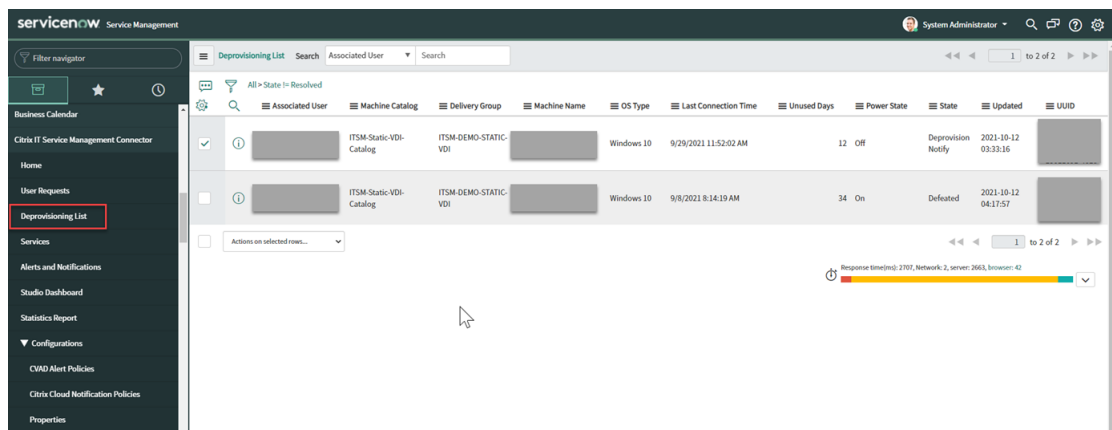 servicenow Service Management
System Administrator
Filter navigator
Business Calendar
Citrix IT Service Management Connector
Home
User Requests
Deprovisioning List
Services
Alerts and Notifications
Studio Dashboard
Statistics Report
Configurations
CVAD Alert Policies
Citrix Cloud Notification Policies
Properties
Deprovisioning List Search Associated User Search
1 to 2 of 2
All > State != Resolved
Associated User Machine Catalog Delivery Group Machine Name OS Type Last Connection Time Unused Days Power State State Updated UUID
ITSM-Static-VDI- ITSM-DEMO-STATIC- Windows 10 9/29/2021 11:52:02 AM 12 Off Deprovision 2021-10-12
Catalog VDI Notify 03:33:16
ITSM-Static-VDI- ITSM-DEMO-STATIC- Windows 10 9/8/2021 8:14:19 AM 34 On Defeated 2021-10-12
Catalog VDI 04:17:57
Actions on selected rows...
1 to 2 of 2
Response time(ms): 2707, Network: 2, server: 2663, browser: 42